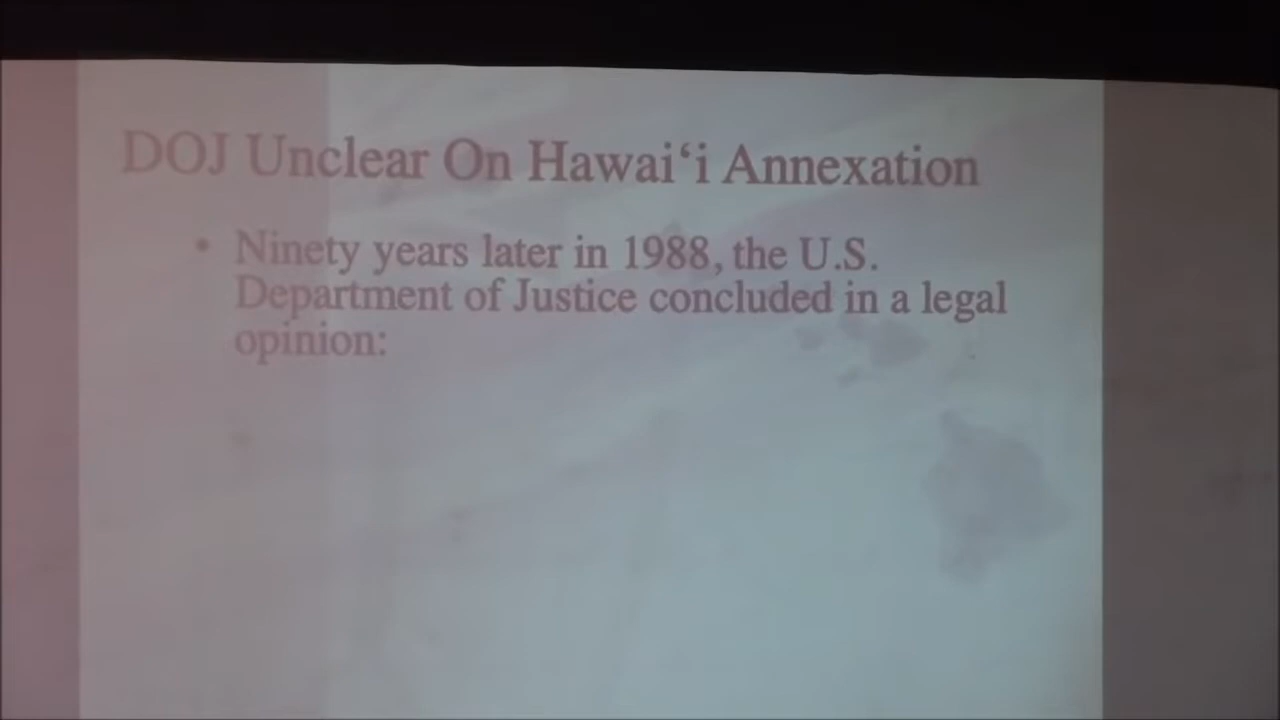 DOJ Unclear On Hawai‘i Annexation
• Ninety years later in 1988, the U.S.
Department of Justice concluded in a legal
opinion: